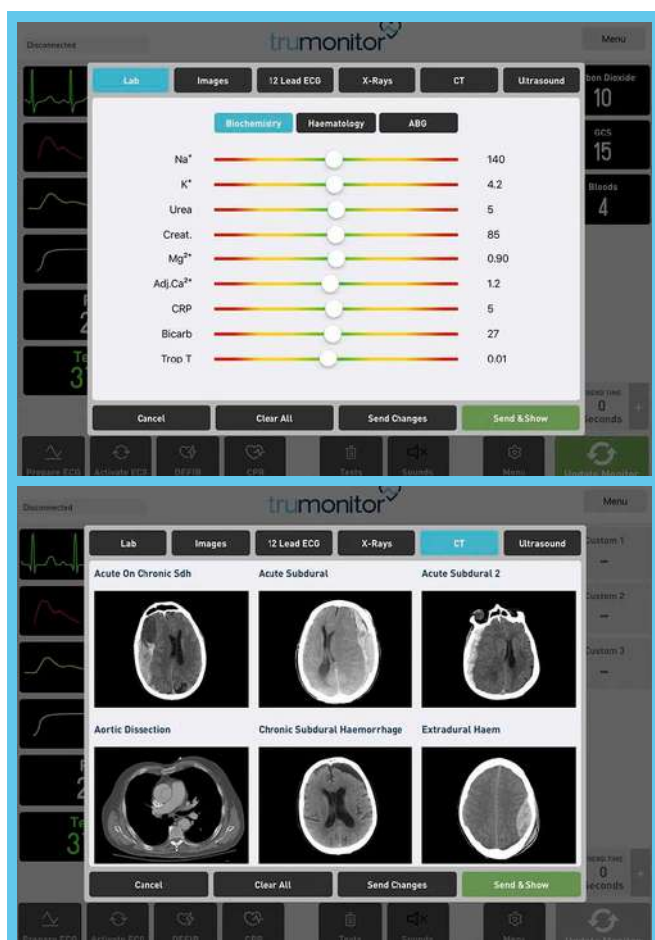 Disconnected
trumonitor
Menu
Lab Images 12 Lead ECG X-Rays CT Ultrasound
Biochemistry Haematology ABG
Na⁺ 140
K⁺ 4.2
Urea 5
Creat. 85
Mg²⁺ 0.90
Adj.Ca²⁺ 1.2
CRP 5
Bicarb 27
Trop T 0.01
Cancel Clear All Send Changes Send & Show
Dioxide
10
GCS
15
Bloods
4
Te
3
0
Prepare ECG Activate ECG DEFIB CPR Tests Sounds Menu Update Monitor
Disconnected
trumonitor
Menu
Lab Images 12 Lead ECG X-Rays CT Ultrasound
Acute On Chronic Sdh Acute Subdural Acute Subdural 2
Aortic Dissection Chronic Subdural Haemorrhage Extradural Haem
Cancel Clear All Send Changes Send & Show
Custom 1
--
Custom 2
--
Custom 3
--
Te
3
0